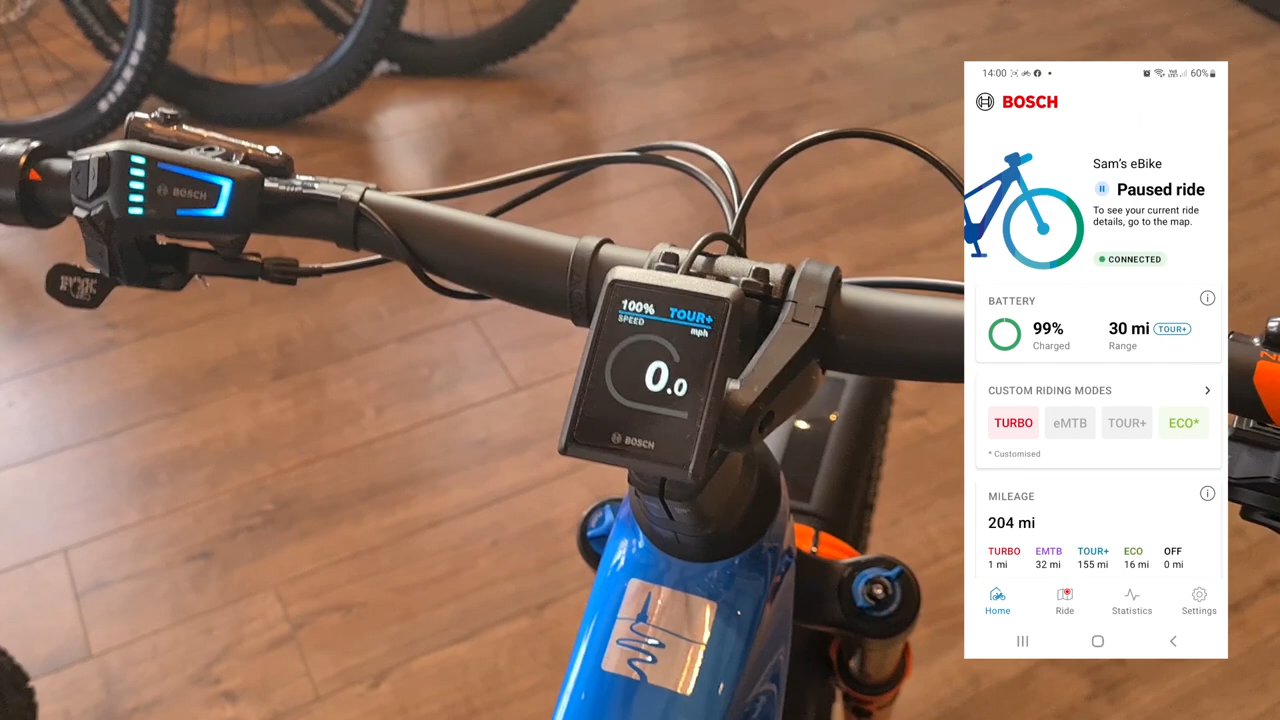 BOSCH
FOX
100% TOUR+
SPEED
mph
0.0
BOSCH
14:00
60%
BOSCH
Sam's eBike
Paused ride
To see your current ride
details, go to the map.
CONNECTED
BATTERY
99%
Charged
30 mi TOUR+
Range
CUSTOM RIDING MODES
TURBO eMTB TOUR+ ECO*
* Customised
MILEAGE
204 mi
TURBO EMTB TOUR+ ECO OFF
1 mi 32 mi 155 mi 16 mi 0 mi
Home Ride Statistics Settings